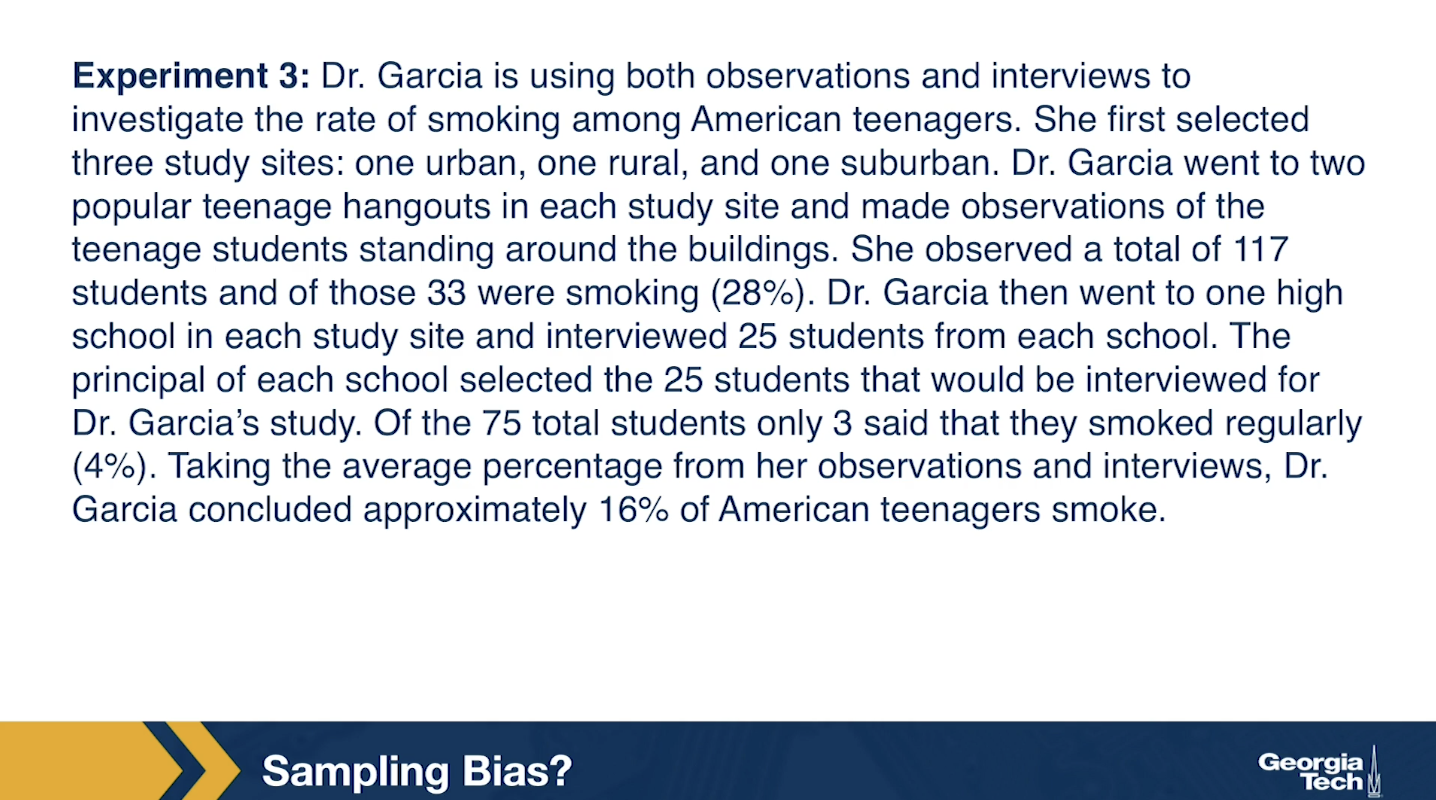 Experiment 3: Dr. Garcia is using both observations and interviews to
investigate the rate of smoking among American teenagers. She first selected
three study sites: one urban, one rural, and one suburban. Dr. Garcia went to two
popular teenage hangouts in each study site and made observations of the
teenage students standing around the buildings. She observed a total of 117
students and of those 33 were smoking (28%). Dr. Garcia then went to one high
school in each study site and interviewed 25 students from each school. The
principal of each school selected the 25 students that would be interviewed for
Dr. Garcia’s study. Of the 75 total students only 3 said that they smoked regularly
(4%). Taking the average percentage from her observations and interviews, Dr.
Garcia concluded approximately 16% of American teenagers smoke.
Sampling Bias?
Georgia
Tech